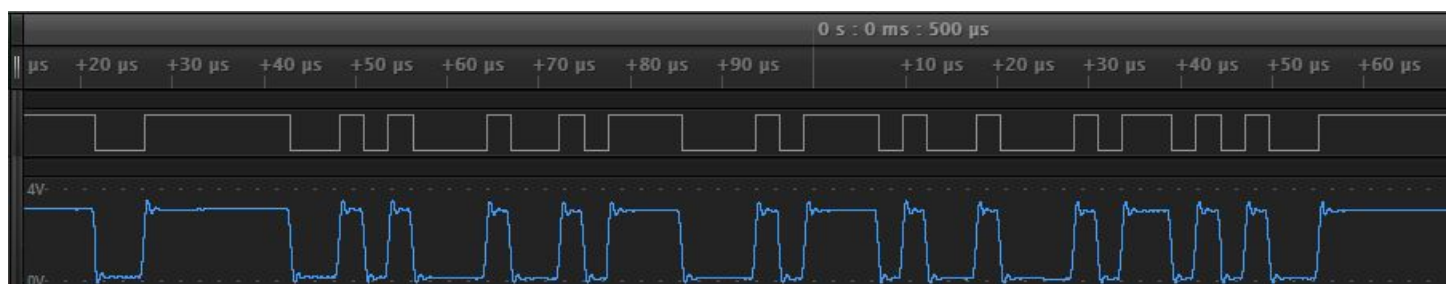 0 s : 0 ms : 500 µs
µs +20 µs +30 µs +40 µs +50 µs +60 µs +70 µs +80 µs +90 µs +10 µs +20 µs +30 µs +40 µs +50 µs +60 µs
4V
0V